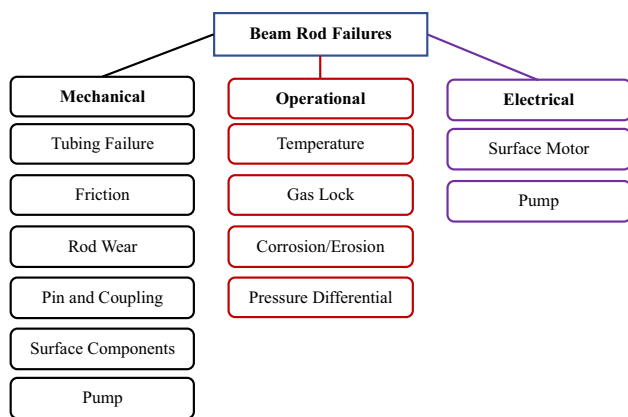 Beam Rod Failures
Mechanical
Tubing Failure
Friction
Rod Wear
Pin and Coupling
Surface Components
Pump
Operational
Temperature
Gas Lock
Corrosion/Erosion
Pressure Differential
Electrical
Surface Motor
Pump